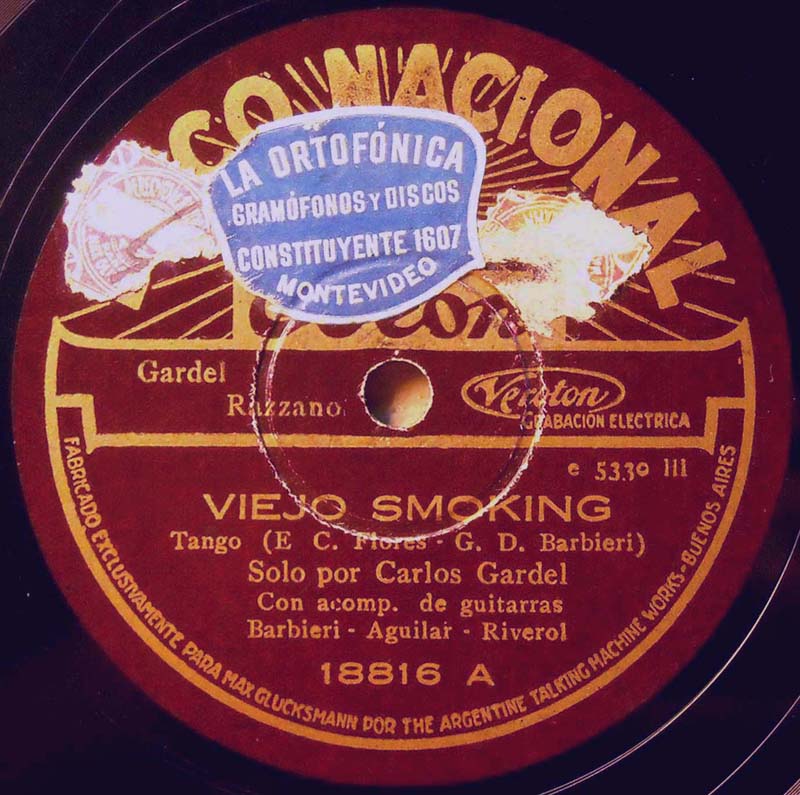 CO NACIONAL
LA ORTOFÓNICA
GRAMÓFONOS Y DISCOS
CONSTITUYENTE 1607
MONTEVIDEO
Gardel
Razzano
Veroton
GRABACION ELECTRICA
e 5330 III
VIEJO SMOKING
Tango (E C. Flores - G. D. Barbieri)
Solo por Carlos Gardel
Con acomp. de guitarras
Barbieri - Aguilar - Riverol
18816 A
FABRICADO EXCLUSIVAMENTE PARA MAX GLUCKSMANN POR THE ARGENTINE TALKING MACHINE WORKS-BUENOS AIRES